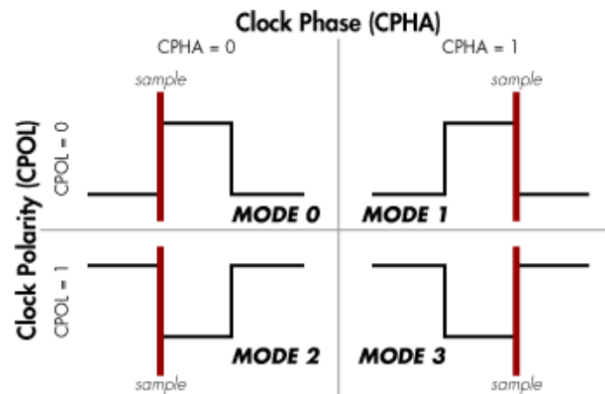 Clock Phase (CPHA)
CPHA = 0
CPHA = 1
sample
sample
Clock Polarity (CPOL)
CPOL = 0
MODE 0
MODE 1
CPOL = 1
MODE 2
MODE 3
sample
sample